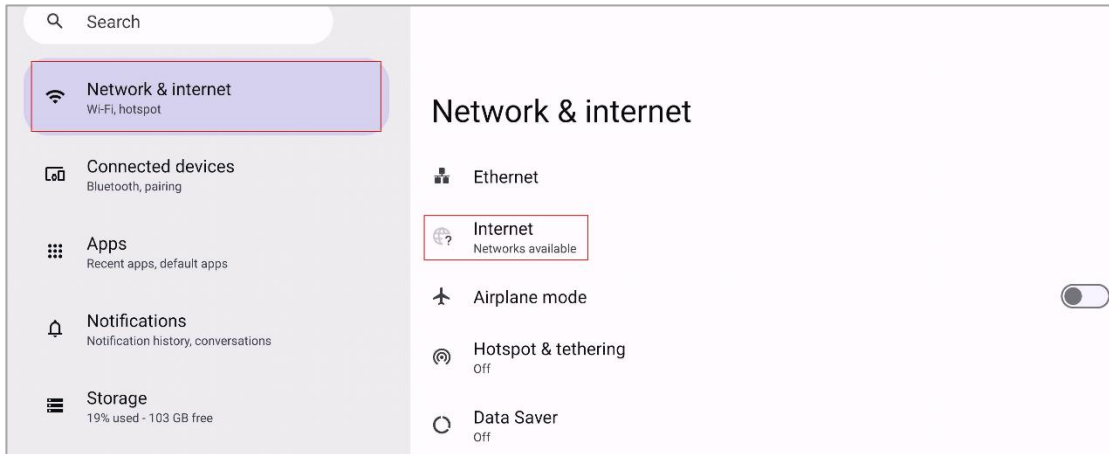 Search
Network & internet
Wi-Fi, hotspot
Connected devices
Bluetooth, pairing
Apps
Recent apps, default apps
Notifications
Notification history, conversations
Storage
19% used - 103 GB free
Network & internet
Ethernet
Internet
Networks available
Airplane mode
Hotspot & tethering
Off
Data Saver
Off